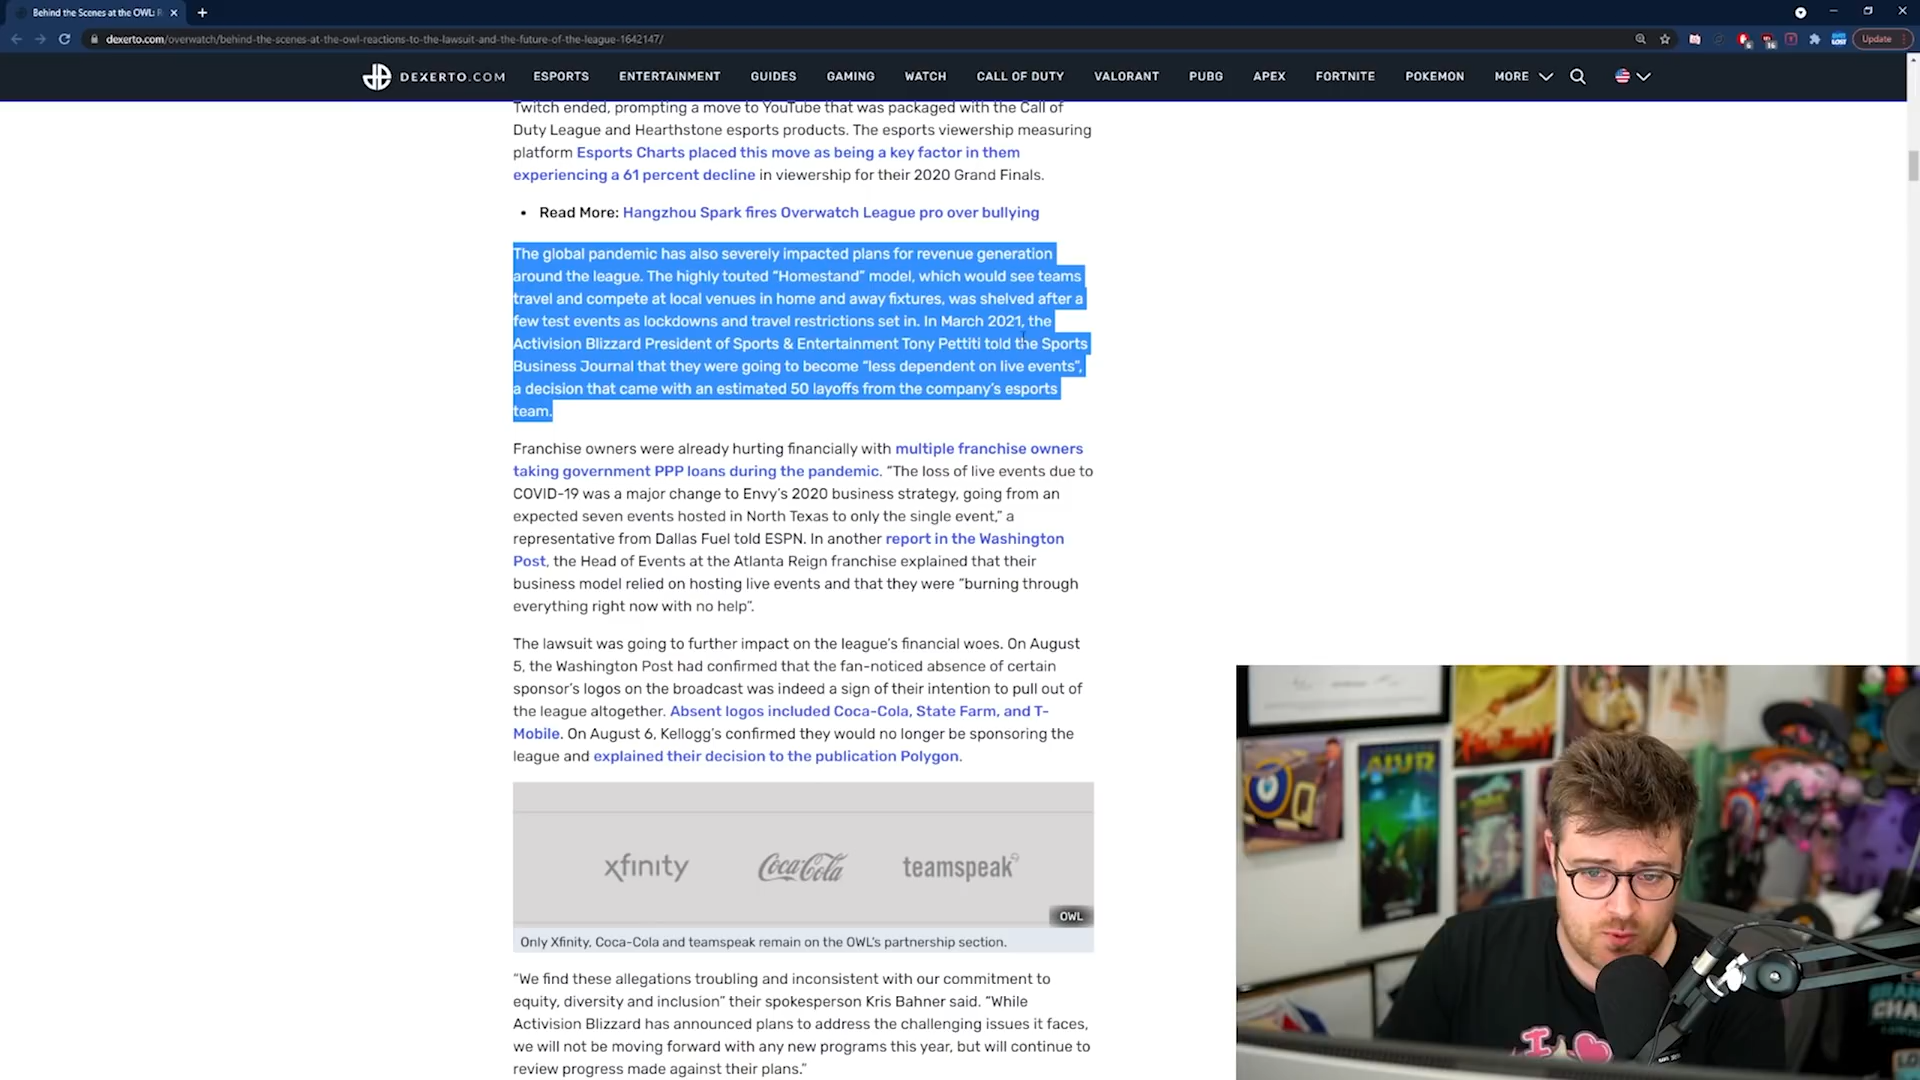 Behind the Scenes at the OWL: R
dexerto.com/overwatch/behind-the-scenes-at-the-owl-reactions-to-the-lawsuit-and-the-future-of-the-league-1642147/
Update
DEXERTO.COM ESPORTS ENTERTAINMENT GUIDES GAMING WATCH CALL OF DUTY VALORANT PUBG APEX FORTNITE POKEMON MORE
Twitch ended, prompting a move to YouTube that was packaged with the Call of
Duty League and Hearthstone esports products. The esports viewership measuring
platform Esports Charts placed this move as being a key factor in them
experiencing a 61 percent decline in viewership for their 2020 Grand Finals.
• Read More: Hangzhou Spark fires Overwatch League pro over bullying
The global pandemic has also severely impacted plans for revenue generation
around the league. The highly touted “Homestand” model, which would see teams
travel and compete at local venues in home and away fixtures, was shelved after a
few test events as lockdowns and travel restrictions set in. In March 2021, the
Activision Blizzard President of Sports & Entertainment Tony Pettiti told the Sports
Business Journal that they were going to become “less dependent on live events”,
a decision that came with an estimated 50 layoffs from the company’s esports
team.
Franchise owners were already hurting financially with multiple franchise owners
taking government PPP loans during the pandemic. “The loss of live events due to
COVID-19 was a major change to Envy’s 2020 business strategy, going from an
expected seven events hosted in North Texas to only the single event,” a
representative from Dallas Fuel told ESPN. In another report in the Washington
Post, the Head of Events at the Atlanta Reign franchise explained that their
business model relied on hosting live events and that they were “burning through
everything right now with no help”.
The lawsuit was going to further impact on the league’s financial woes. On August
5, the Washington Post had confirmed that the fan-noticed absence of certain
sponsor’s logos on the broadcast was indeed a sign of their intention to pull out of
the league altogether. Absent logos included Coca-Cola, State Farm, and T-
Mobile. On August 6, Kellogg’s confirmed they would no longer be sponsoring the
league and explained their decision to the publication Polygon.
xfinity Coca-Cola teamspeak
OWL
Only Xfinity, Coca-Cola and teamspeak remain on the OWL’s partnership section.
“We find these allegations troubling and inconsistent with our commitment to
equity, diversity and inclusion” their spokesperson Kris Bahner said. “While
Activision Blizzard has announced plans to address the challenging issues it faces,
we will not be moving forward with any new programs this year, but will continue to
review progress made against their plans.”
I